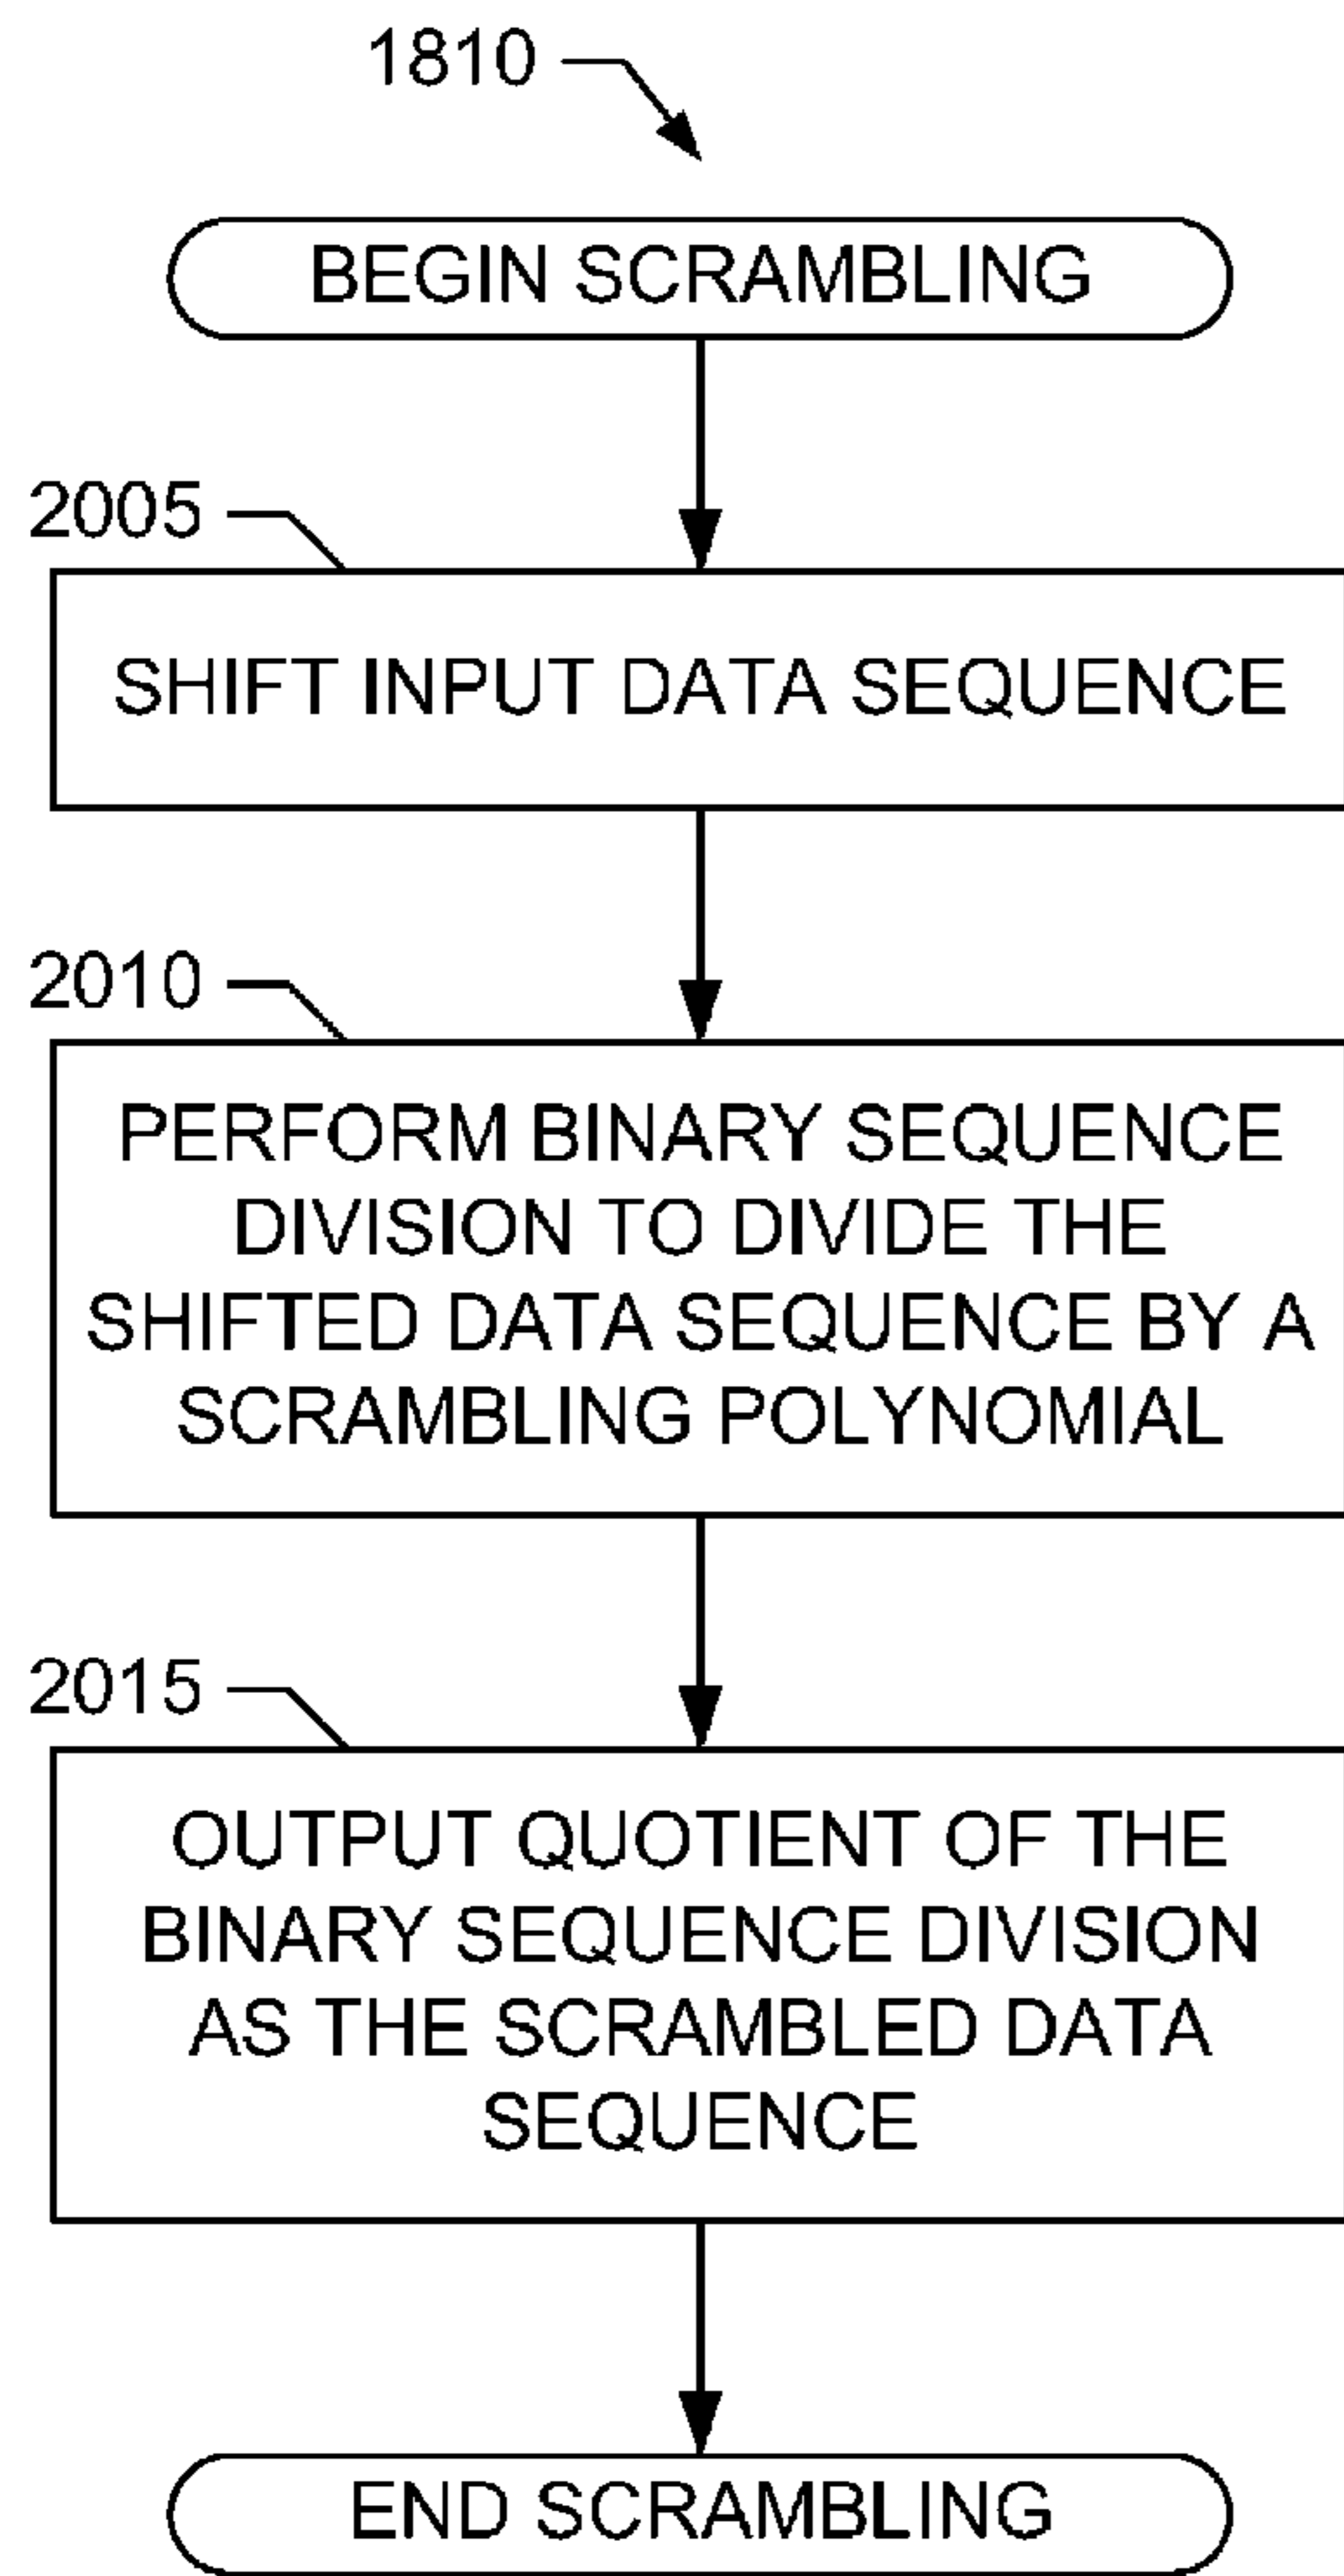 1810
BEGIN SCRAMBLING
2005
SHIFT INPUT DATA SEQUENCE
2010
PERFORM BINARY SEQUENCE
DIVISION TO DIVIDE THE
SHIFTED DATA SEQUENCE BY A
SCRAMBLING POLYNOMIAL
2015
OUTPUT QUOTIENT OF THE
BINARY SEQUENCE DIVISION
AS THE SCRAMBLED DATA
SEQUENCE
END SCRAMBLING